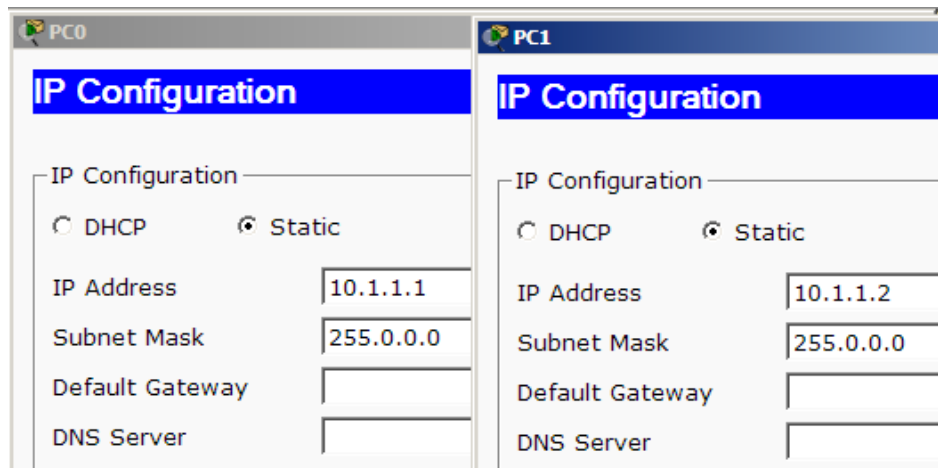 PC0
IP Configuration
IP Configuration
DHCP Static
IP Address 10.1.1.1
Subnet Mask 255.0.0.0
Default Gateway
DNS Server
PC1
IP Configuration
IP Configuration
DHCP Static
IP Address 10.1.1.2
Subnet Mask 255.0.0.0
Default Gateway
DNS Server